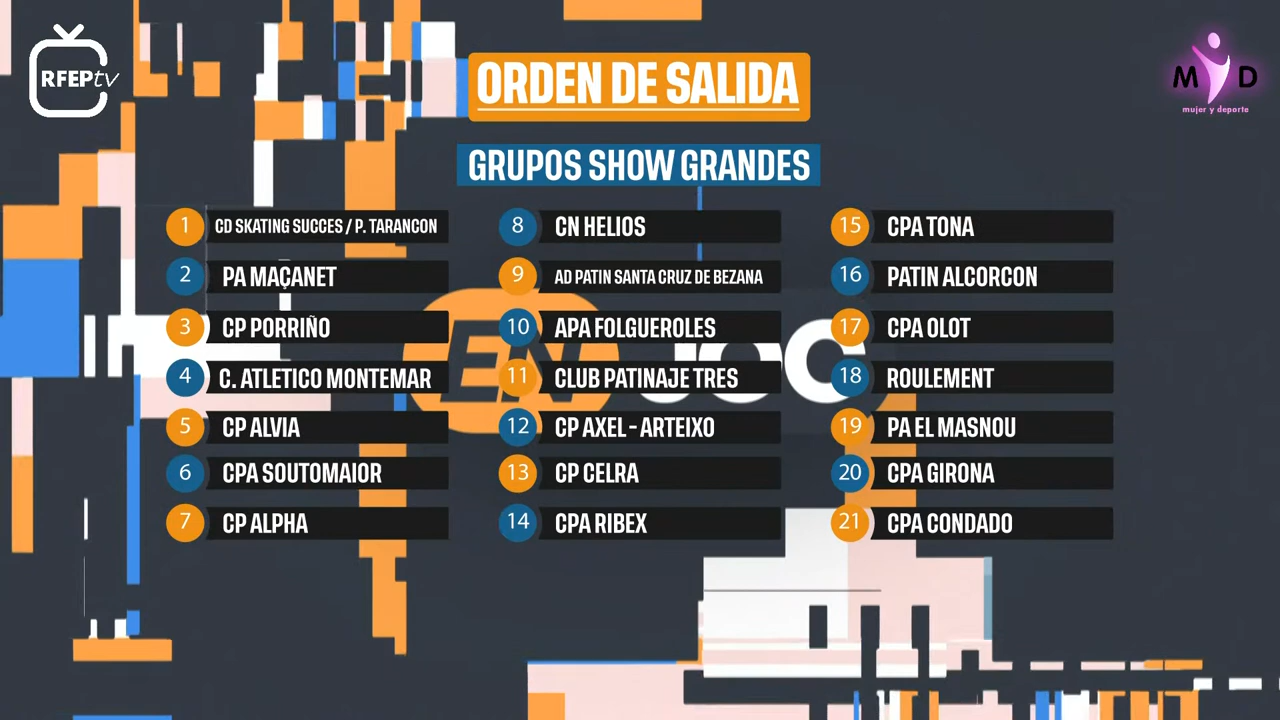 RFEPtv
ORDEN DE SALIDA
M D
mujer y deporte
GRUPOS SHOW GRANDES
1 CD SKATING SUCCES / P. TARANCON
2 PA MAÇANET
3 CP PORRIÑO
4 C. ATLETICO MONTEMAR
5 CP ALVIA
6 CPA SOUTOMAIOR
7 CP ALPHA
8 CN HELIOS
9 AD PATIN SANTA CRUZ DE BEZANA
10 APA FOLGUEROLES
11 CLUB PATINAJE TRES
12 CP AXEL - ARTEIXO
13 CP CELRA
14 CPA RIBEX
15 CPA TONA
16 PATIN ALCORCON
17 CPA OLOT
18 ROULEMENT
19 PA EL MASNOU
20 CPA GIRONA
21 CPA CONDADO
EN